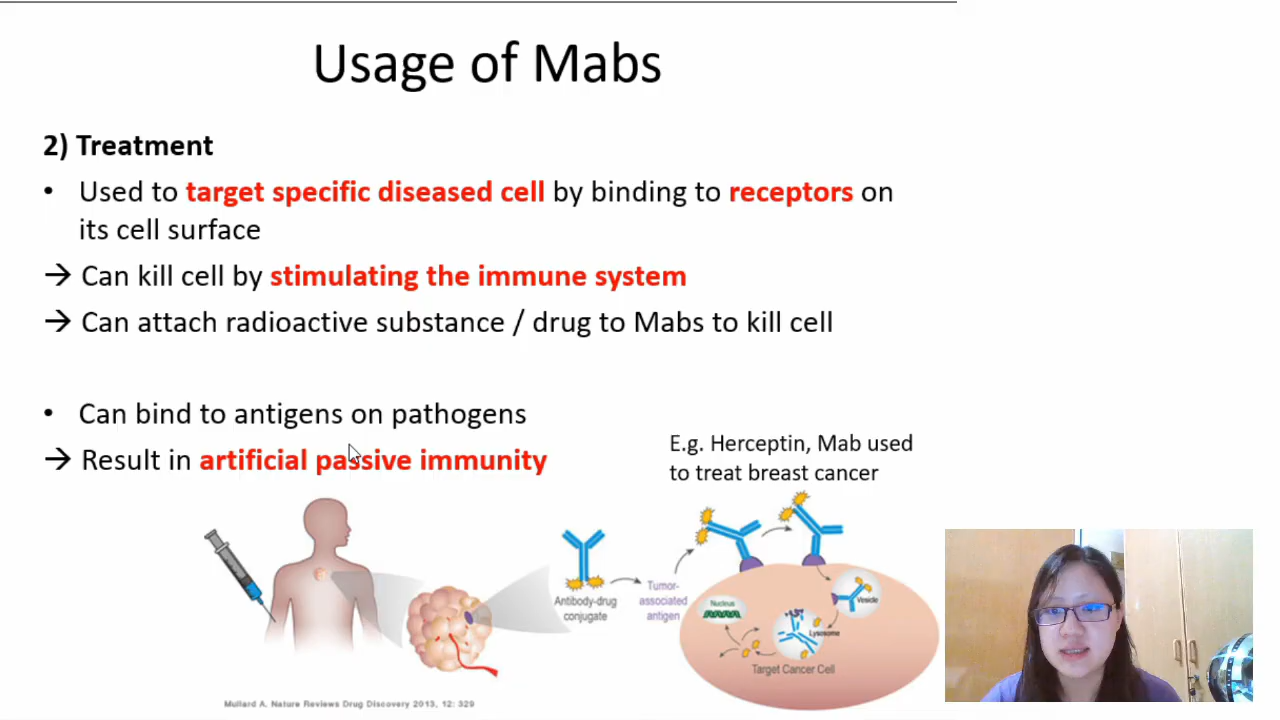 Usage of Mabs
2) Treatment
• Used to target specific diseased cell by binding to receptors on
its cell surface
→ Can kill cell by stimulating the immune system
→ Can attach radioactive substance / drug to Mabs to kill cell
• Can bind to antigens on pathogens
→ Result in artificial passive immunity
E.g. Herceptin, Mab used
to treat breast cancer
Antibody-drug
conjugate
Tumor-
associated
antigen
Nucleus
Vesicle
Lysosome
Target Cancer Cell
Mullard A. Nature Reviews Drug Discovery 2013, 12: 329